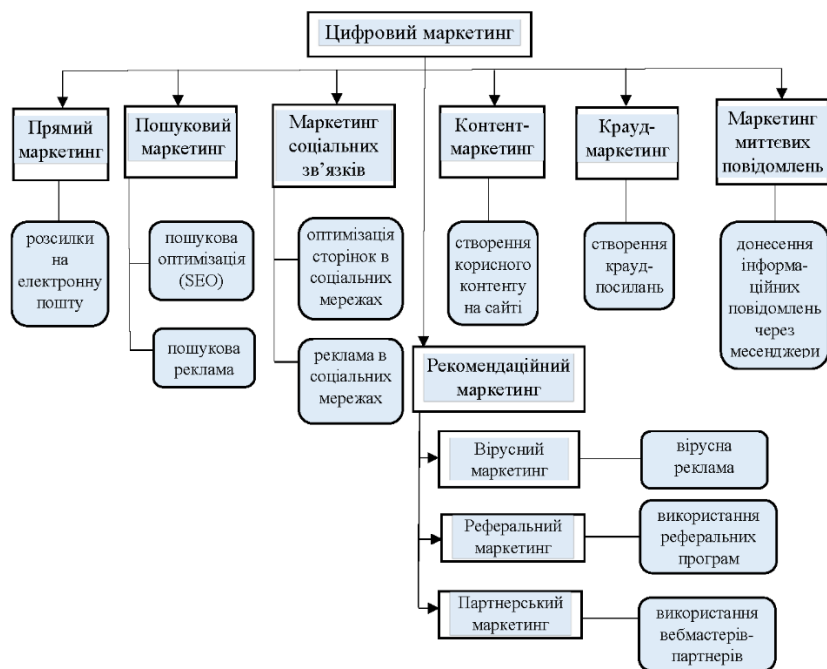 Цифровий маркетинг
Прямий
маркетинг
Пошуковий
маркетинг
Маркетинг
соціальних
зв’язків
Контент-
маркетинг
Крауд-
маркетинг
Маркетинг
миттєвих
повідомлень
розсилки
на
електронну
пошту
пошукова
оптимізація
(SEO)
пошукова
реклама
оптимізація
сторінок в
соціальних
мережах
реклама в
соціальних
мережах
створення
корисного
контенту
на сайті
створення
крауд-
посилань
донесення
інформа-
ційних
повідомлень
через
месенджери
Рекомендаційний
маркетинг
Вірусний
маркетинг
вірусна
реклама
Реферальний
маркетинг
використання
реферальних
програм
Партнерський
маркетинг
використання
вебмастерів-
партнерів